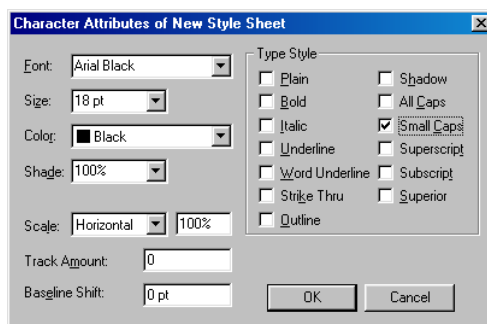 Character Attributes of New Style Sheet
Font: Arial Black
Size: 18 pt
Color: Black
Shade: 100%
Scale: Horizontal 100%
Track Amount: 0
Baseline Shift: 0 pt
Type Style
Plain
Bold
Italic
Underline
Word Underline
Strike Thru
Outline
Shadow
All Caps
Small Caps
Superscript
Subscript
Superior
OK Cancel